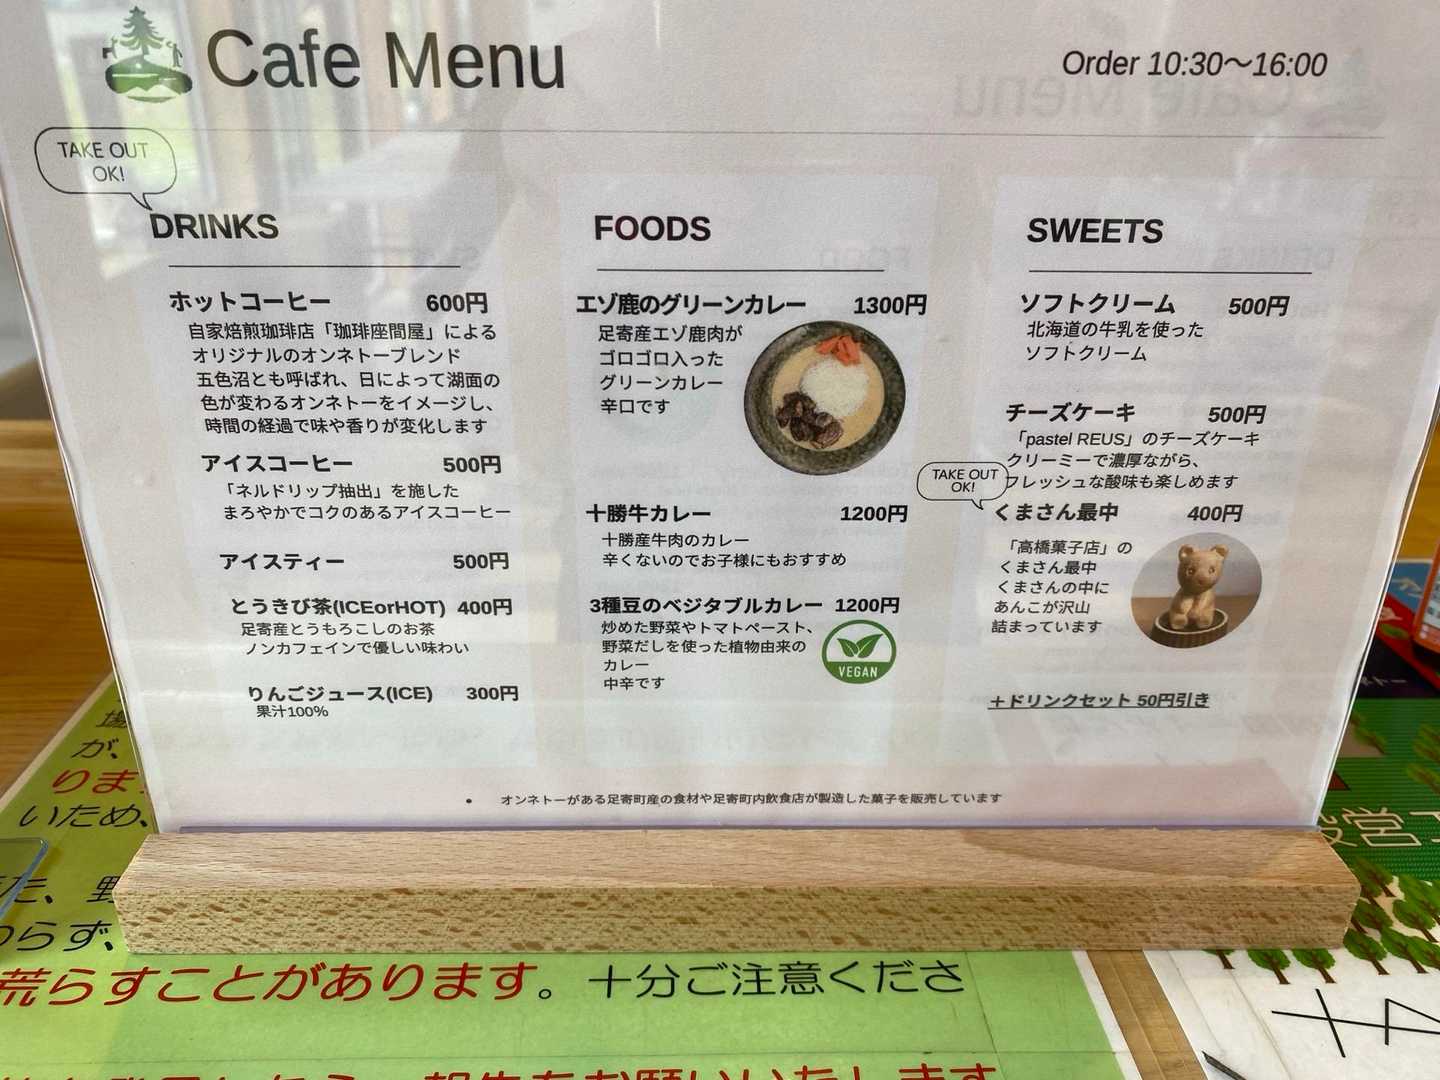 Cafe Menu
Order 10:30〜16:00
TAKE OUT
OK!
DRINKS
ホットコーヒー 600円
自家焙煎珈琲店「珈琲座間屋」による
オリジナルのオンネトーブレンド
五色沼とも呼ばれ、日によって湖面の
色が変わるオンネトーをイメージし、
時間の経過で味や香りが変化します
アイスコーヒー 500円
「ネルドリップ抽出」を施した
まろやかでコクのあるアイスコーヒー
アイスティー 500円
とうきび茶(ICEorHOT) 400円
足寄産とうもろこしのお茶
ノンカフェインで優しい味わい
りんごジュース(ICE) 300円
果汁100%
FOODS
エゾ鹿のグリーンカレー 1300円
足寄産エゾ鹿肉が
ゴロゴロ入った
グリーンカレー
辛口です
十勝牛カレー 1200円
十勝産牛肉のカレー
辛くないのでお子様にもおすすめ
3種豆のベジタブルカレー 1200円
炒めた野菜やトマトペースト、
野菜だしを使った植物由来の
カレー
中辛です
VEGAN
SWEETS
ソフトクリーム 500円
北海道の牛乳を使った
ソフトクリーム
チーズケーキ 500円
「pastel REUS」のチーズケーキ
クリーミーで濃厚ながら、
フレッシュな酸味も楽しめます
TAKE OUT
OK!
くまさん最中 400円
「高橋菓子店」の
くまさん最中
くまさんの中に
あんこが沢山
詰まっています
+ドリンクセット 50円引き
• オンネトーがある足寄町産の食材や足寄町内飲食店が製造した菓子を販売しています
場
が、
りま
いため、
た、野
わらず、
荒らすことがあります。十分ご注意くださ
報告をお願いいたします
営